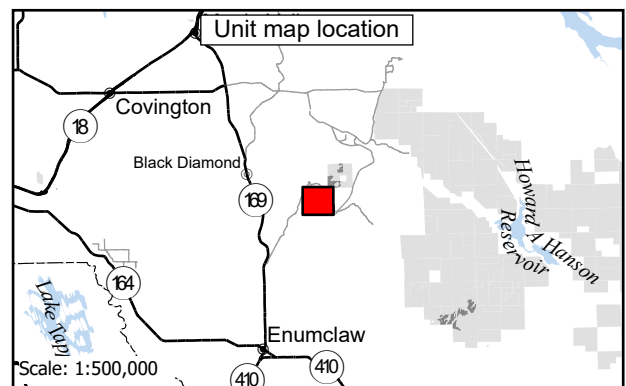 Unit map location
Covington
18
Black Diamond
169
Howard A Hanson
Reservoir
164
Lake Tap
Enumclaw
Scale: 1:500,000
410
410